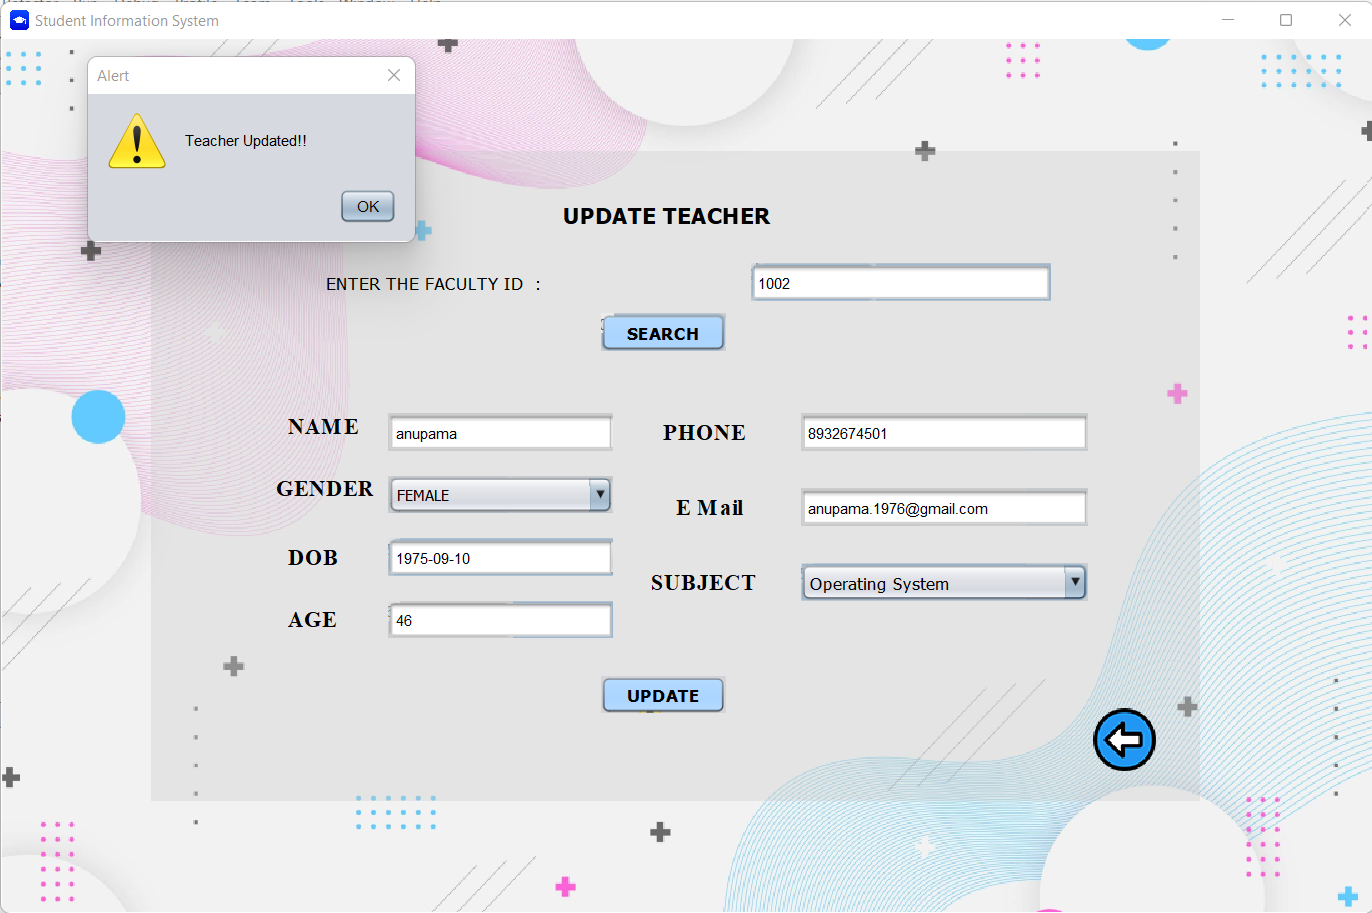 Student Information System
Alert
Teacher Updated!!
OK
UPDATE TEACHER
ENTER THE FACULTY ID :
1002
SEARCH
NAME
anupama
PHONE
8932674501
GENDER
FEMALE
E Mail
anupama.1976@gmail.com
DOB
1975-09-10
SUBJECT
Operating System
AGE
46
UPDATE